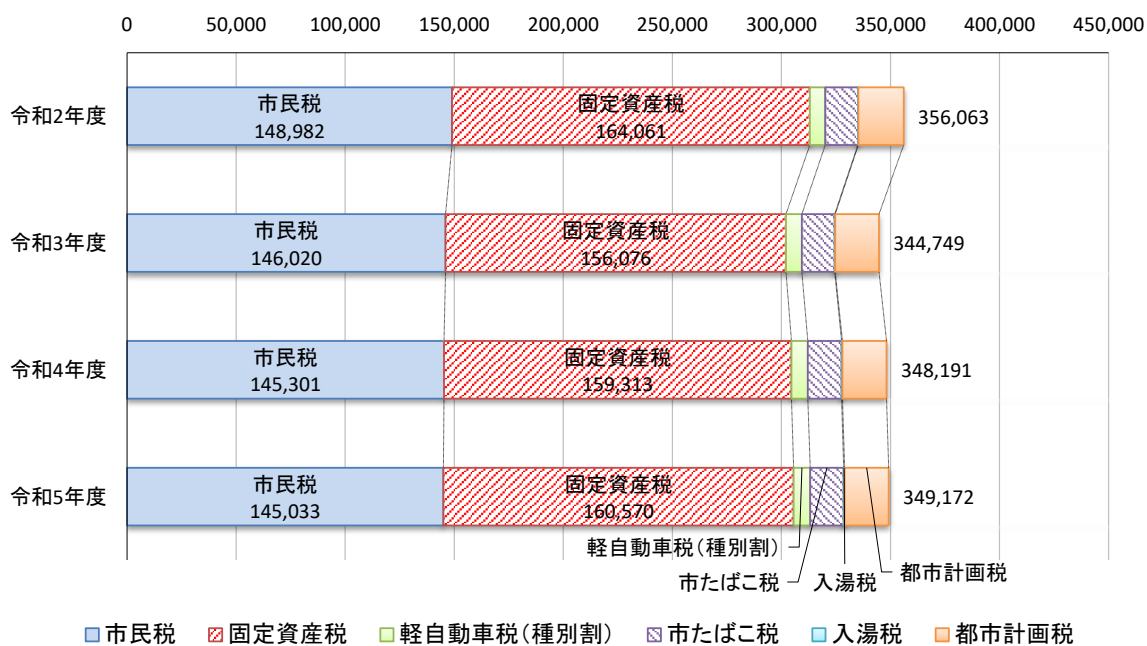 0 50,000 100,000 150,000 200,000 250,000 300,000 350,000 400,000 450,000
令和2年度
市民税
148,982
固定資産税
164,061
356,063
令和3年度
市民税
146,020
固定資産税
156,076
344,749
令和4年度
市民税
145,301
固定資産税
159,313
348,191
令和5年度
市民税
145,033
固定資産税
160,570
349,172
軽自動車税(種別割)
市たばこ税
入湯税
都市計画税
市民税 固定資産税 軽自動車税(種別割) 市たばこ税 入湯税 都市計画税